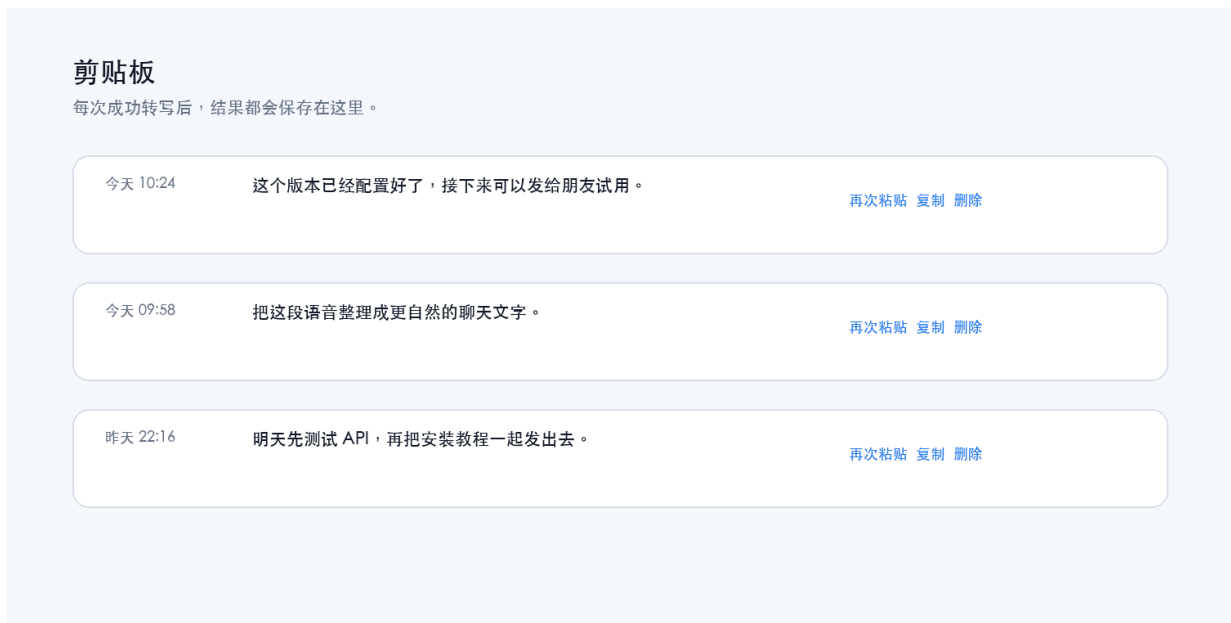 剪贴板
每次成功转写后，结果都会保存在这里。
今天 10:24 这个版本已经配置好了，接下来可以发给朋友试用。 再次粘贴 复制 删除
今天 09:58 把这段语音整理成更自然的聊天文字。 再次粘贴 复制 删除
昨天 22:16 明天先测试 API，再把安装教程一起发出去。 再次粘贴 复制 删除